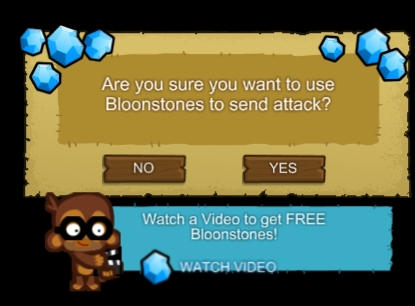 Are you sure you want to use
Bloonstones to send attack?
NO
YES
Watch a Video to get FREE
Bloonstones!
WATCH VIDEO